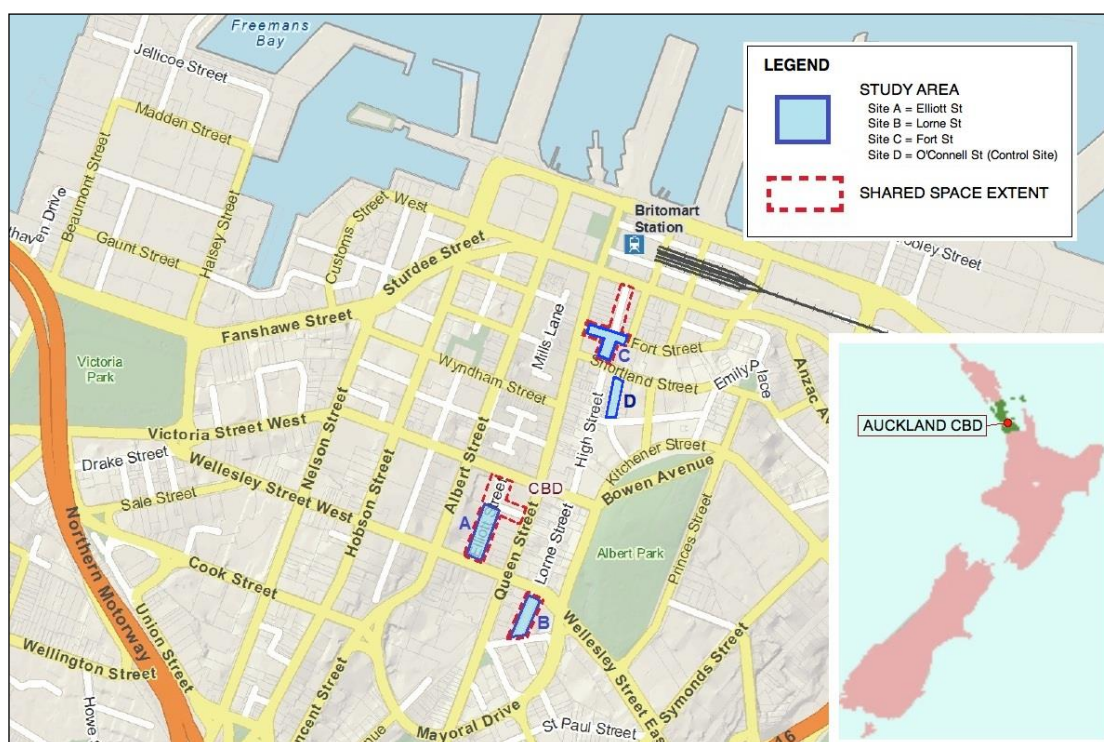 Freemans
Bay
Jellicoe Street
Madden Street
Beaumont Street
Halsey Street
Gaunt Street
Customs Street
West
Sturdee Street
Fanshawe Street
Victoria
Park
Britomart
Station
Mills Lane
C
Fort Street
Shortland Street
Emily Place
D
High Street
Wyndham Street
Nelson Street
Victoria Street West
Drake Street
Wellesley Street West
Sale Street
Hobson Street
Albert Street
Kitchener Street
Bowen Avenue
CBD
A
Elliott Street
Queen Street
Lorne Street
Albert Park
Princes Street
Northern Motorway
Cook Street
Union Street
Wellington Street
B
Wellesley Street
Symonds Street
Mayoral Drive
St Paul Street
16
LEGEND
STUDY AREA
Site A = Elliott St
Site B = Lorne St
Site C = Fort St
Site D = O'Connell St (Control Site)
SHARED SPACE EXTENT
AUCKLAND CBD